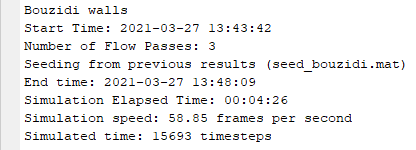 Bouzidi walls
Start Time: 2021-03-27 13:43:42
Number of Flow Passes: 3
Seeding from previous results (seed_bouzidi.mat)
End time: 2021-03-27 13:48:09
Simulation Elapsed Time: 00:04:26
Simulation speed: 58.85 frames per second
Simulated time: 15693 timesteps